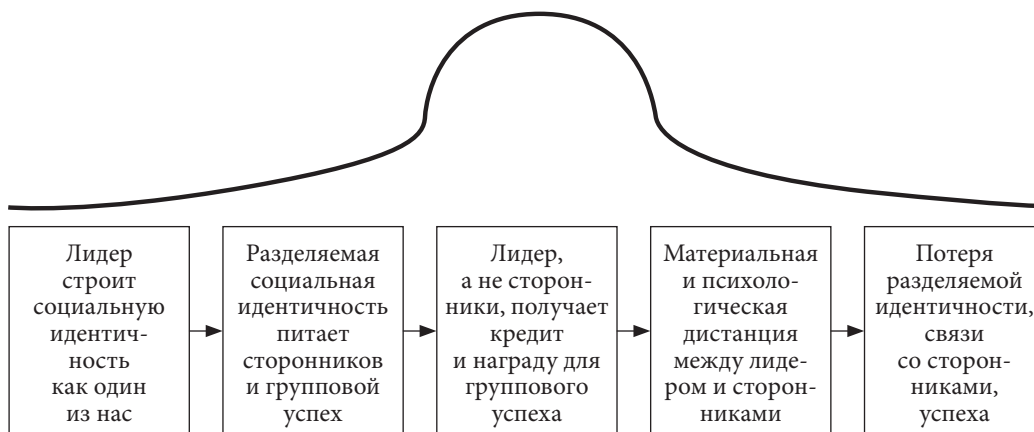 Лидер
строит
социальную
идентич-
ность
как один
из нас
Разделяемая
социальная
идентичность
питает
сторонников
и групповой
успех
Лидер,
а не сторон-
ники, получает
кредит
и награду для
группового
успеха
Материальная
и психоло-
гическая
дистанция
между лиде-
ром и сторон-
никами
Потеря
разделяемой
идентичности,
связи
со сторон-
никами,
успеха